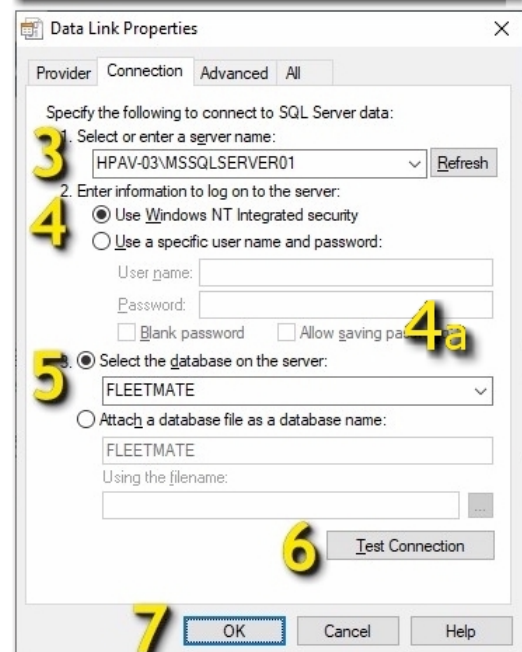 Data Link Properties
Provider Connection Advanced All
Specify the following to connect to SQL Server data:
1. Select or enter a server name:
3
HPAV-03\MSSQLSERVER01 Refresh
2. Enter information to log on to the server:
4
Use Windows NT Integrated security
Use a specific user name and password:
User name:
Password:
Blank password Allow saving
4a
5
Select the database on the server:
FLEETMATE
Attach a database file as a database name:
FLEETMATE
Using the filename:
...
6 Test Connection
7 OK Cancel Help